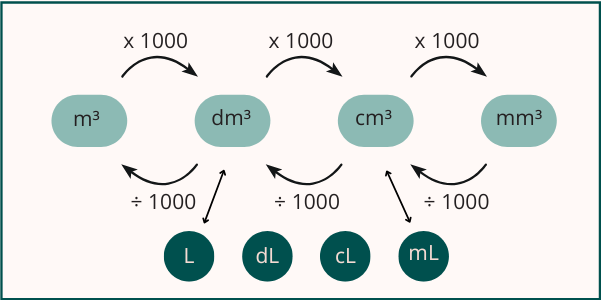 x 1000 x 1000 x 1000
m³ dm³ cm³ mm³
÷ 1000 ÷ 1000 ÷ 1000
L dL cL mL